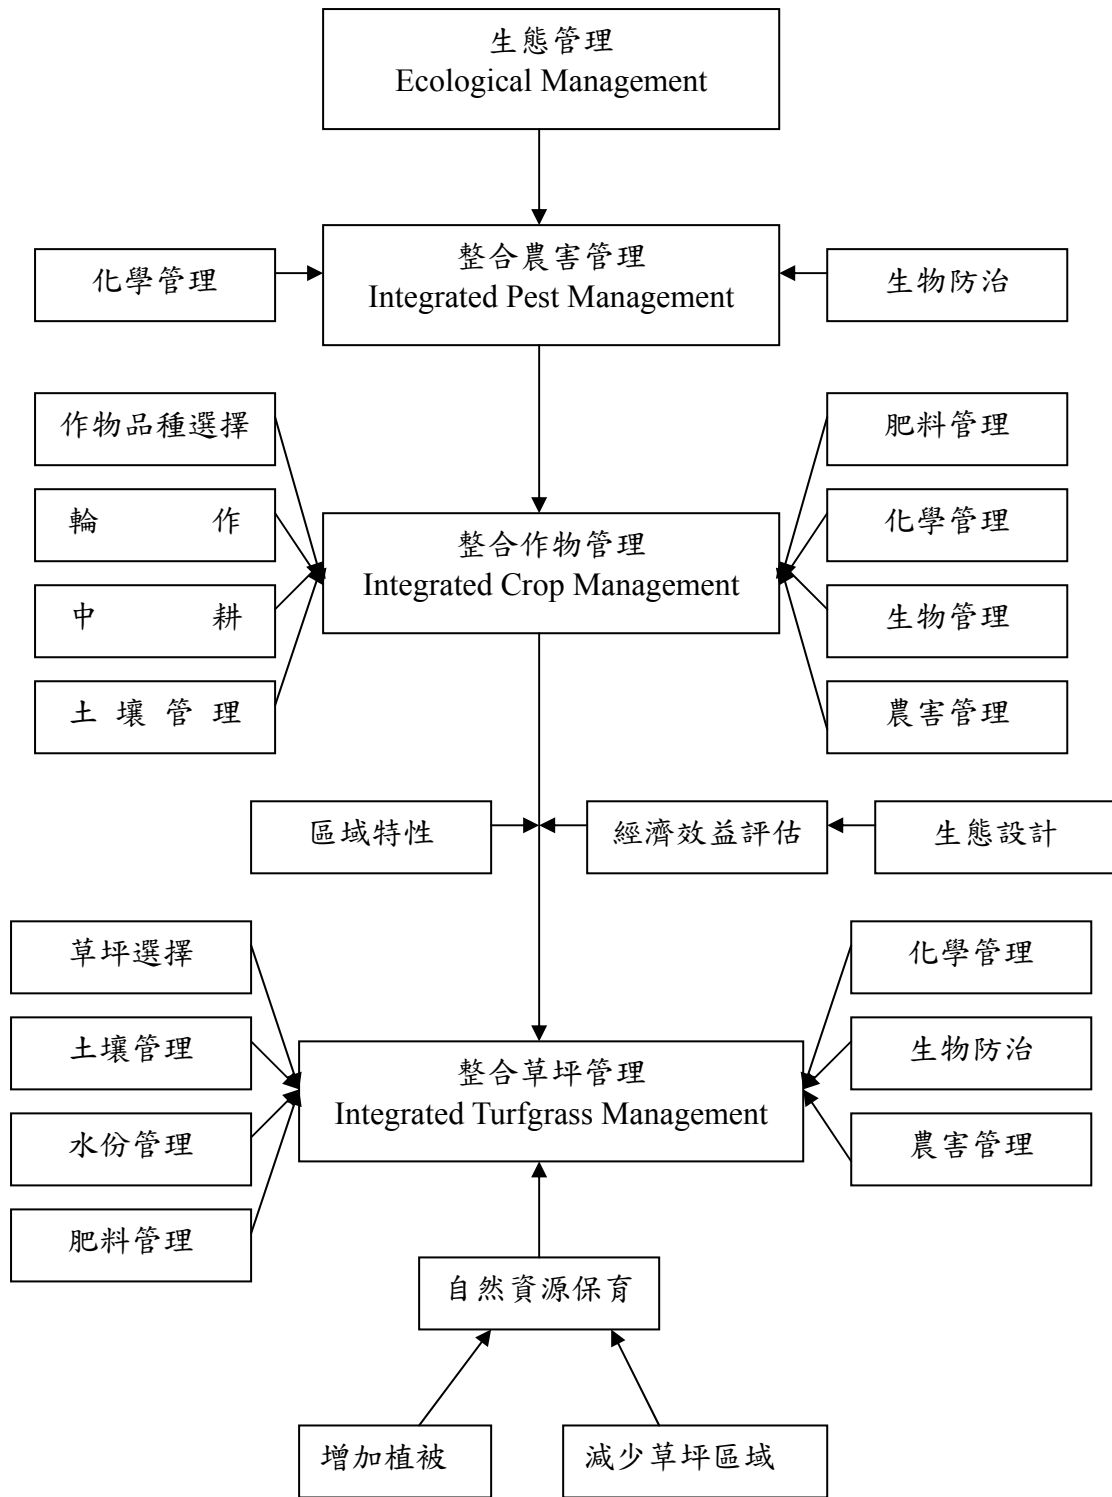 生態管理
Ecological Management
整合農害管理
Integrated Pest Management
化學管理
生物防治
作物品種選擇
輪作
中耕
土壤管理
整合作物管理
Integrated Crop Management
肥料管理
化學管理
生物管理
農害管理
區域特性
經濟效益評估
生態設計
草坪選擇
土壤管理
水份管理
肥料管理
整合草坪管理
Integrated Turfgrass Management
化學管理
生物防治
農害管理
自然資源保育
增加植被
減少草坪區域